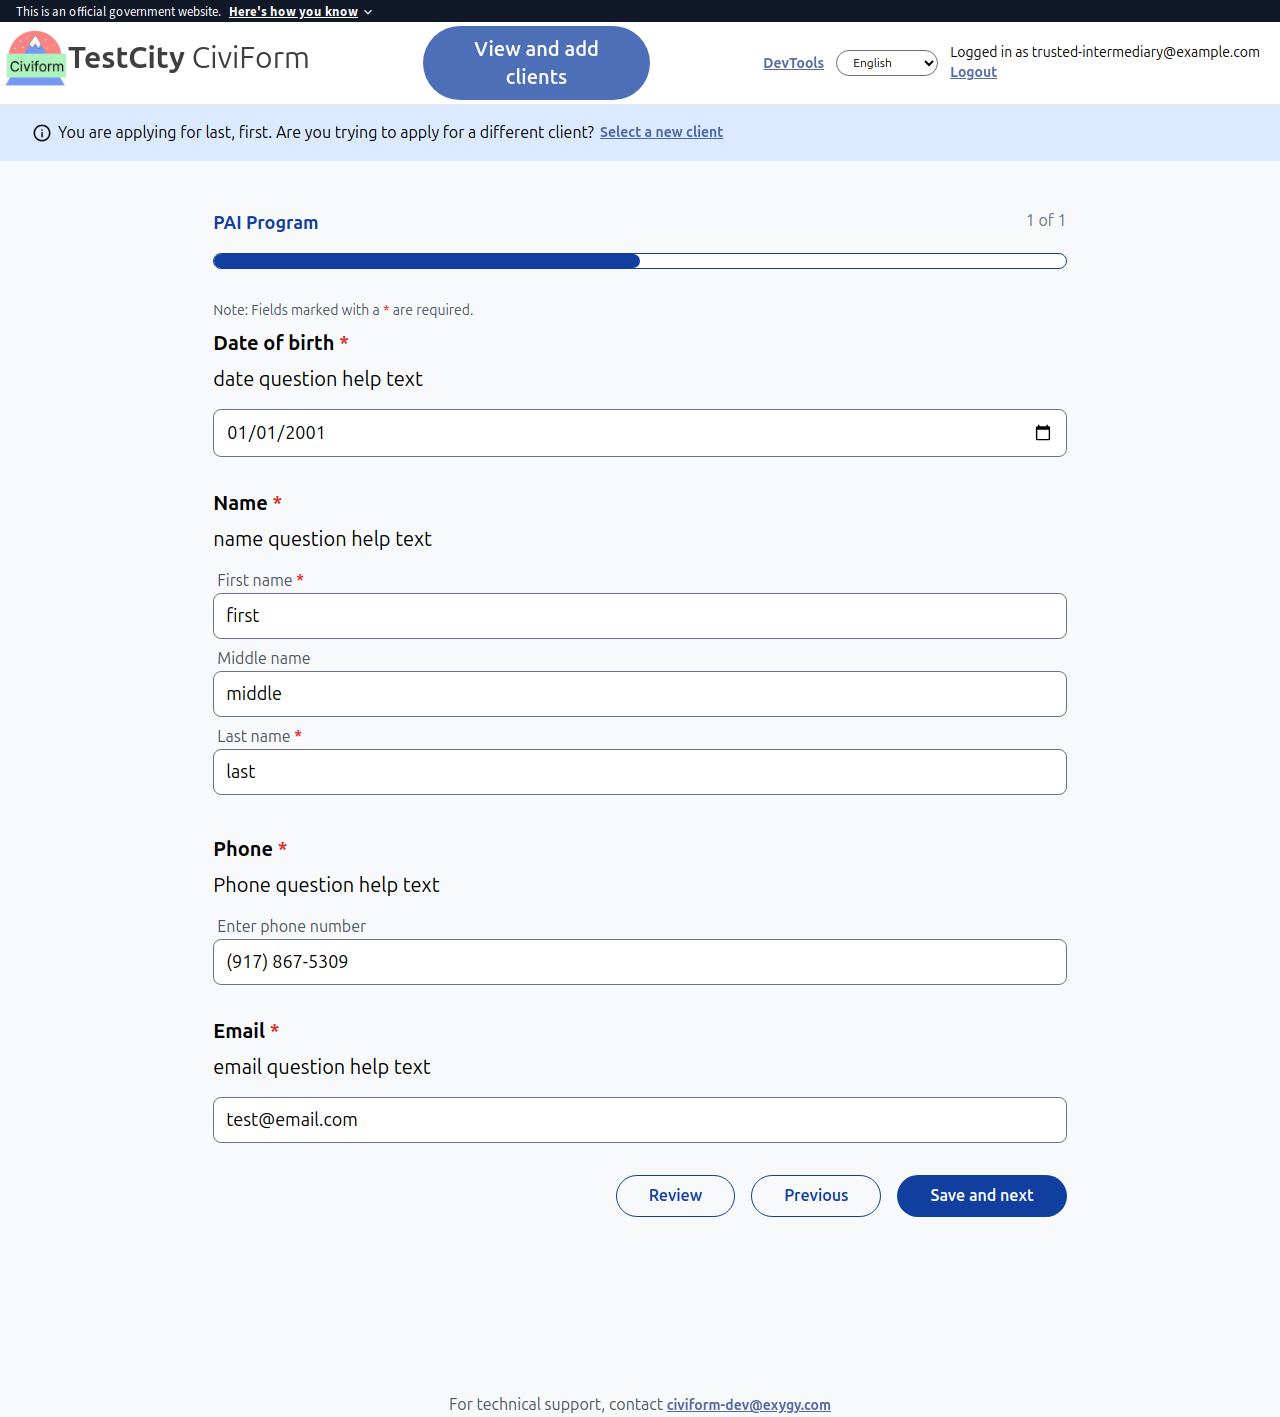 This is an official government website. Here's how you know
Civiform
TestCity CiviForm
View and add
clients
DevTools
English
Logged in as trusted-intermediary@example.com
Logout
You are applying for last, first. Are you trying to apply for a different client? Select a new client
PAI Program
1 of 1
Note: Fields marked with a * are required.
Date of birth *
date question help text
01/01/2001
Name *
name question help text
First name *
first
Middle name
middle
Last name *
last
Phone *
Phone question help text
Enter phone number
(917) 867-5309
Email *
email question help text
test@email.com
Review
Previous
Save and next
For technical support, contact civiform-dev@exygy.com